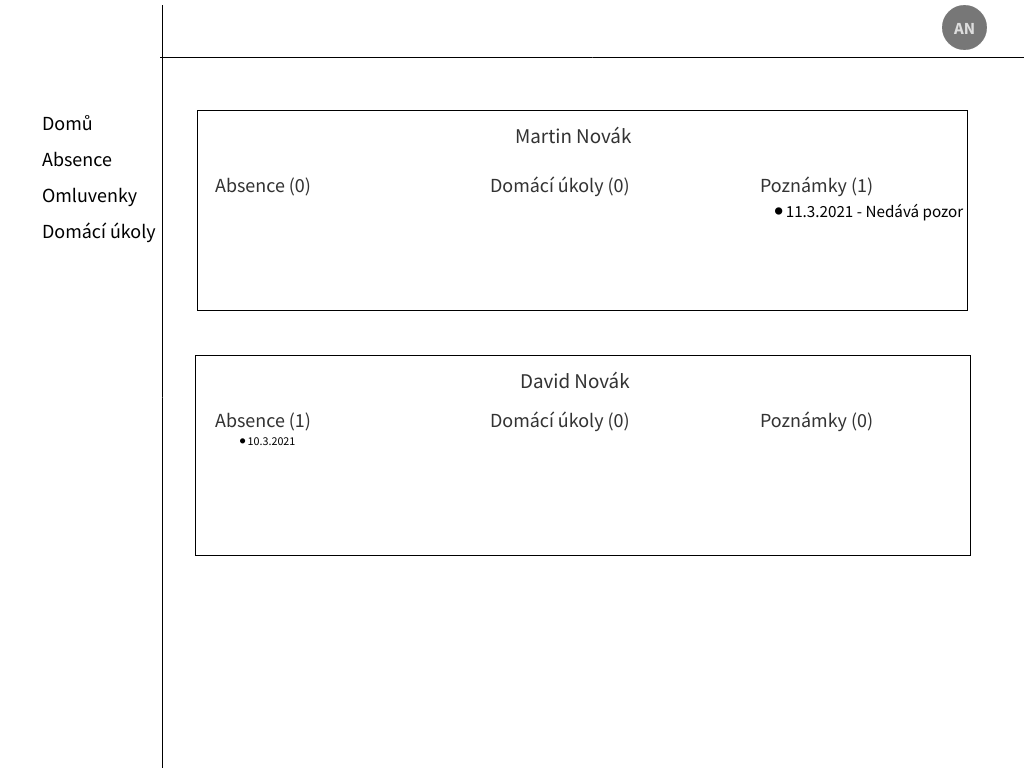 AN
Domů
Absence
Omluvenky
Domácí úkoly
Martin Novák
Absence (0)
Domácí úkoly (0)
Poznámky (1)
● 11.3.2021 - Nedává pozor
David Novák
Absence (1)
● 10.3.2021
Domácí úkoly (0)
Poznámky (0)